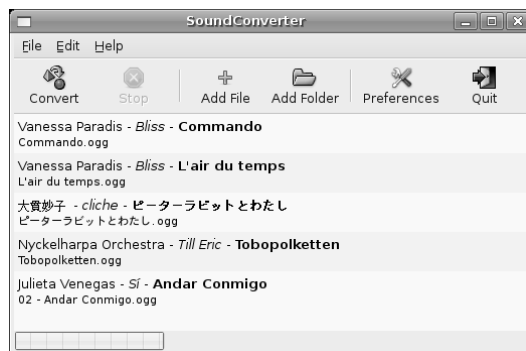 SoundConverter
File Edit Help
Convert Stop Add File Add Folder Preferences Quit
Vanessa Paradis - Bliss - Commando
Commando.ogg
Vanessa Paradis - Bliss - L'air du temps
L'air du temps.ogg
大貫妙子 - cliche - ピーターラビットとわたし
ピーターラビットとわたし.ogg
Nyckelharpa Orchestra - Till Eric - Tobopolketten
Tobopolketten.ogg
Julieta Venegas - Sí - Andar Conmigo
02 - Andar Conmigo.ogg